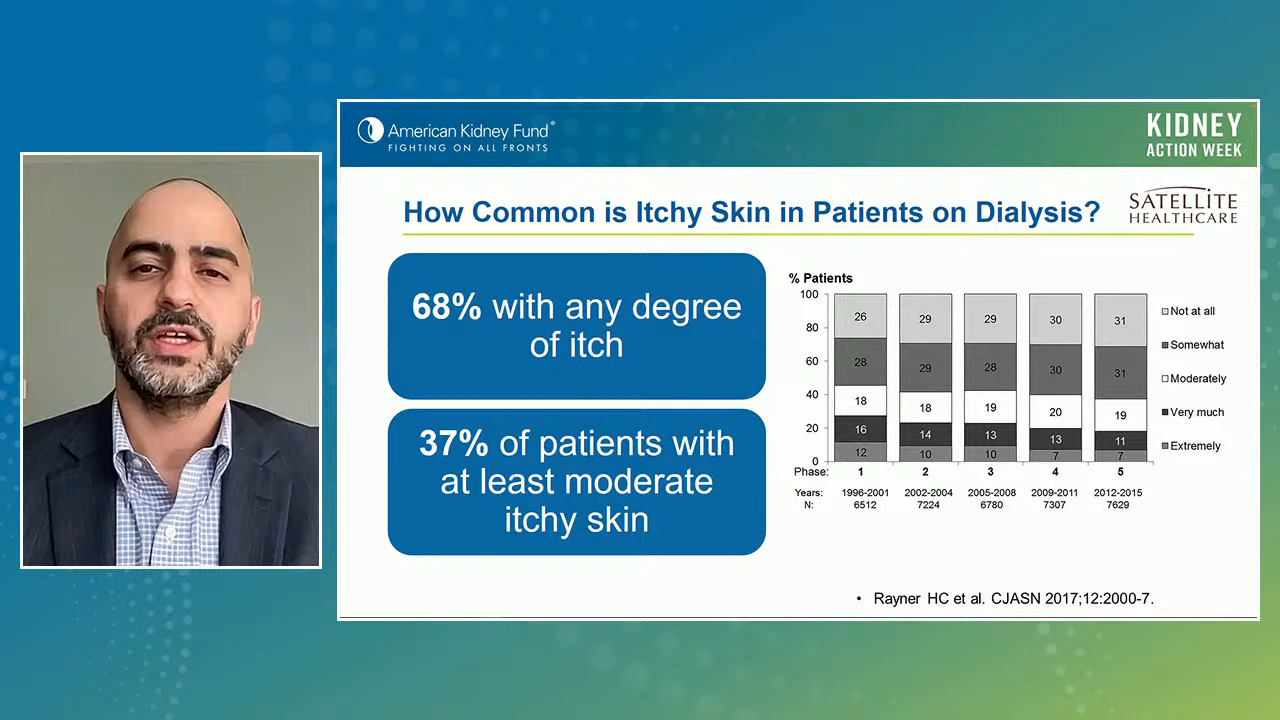 American Kidney Fund®
FIGHTING ON ALL FRONTS
KIDNEY
ACTION WEEK
How Common is Itchy Skin in Patients on Dialysis?
SATELLITE
HEALTHCARE
68% with any degree
of itch
37% of patients with
at least moderate
itchy skin
% Patients
100
80
60
40
20
0
26 29 29 30 31
28 29 28 30 31
18 18 19 20 19
16 14 13 13 11
12 10 10 7 7
Not at all
Somewhat
Moderately
Very much
Extremely
Phase: 1 2 3 4 5
Years: 1996-2001 2002-2004 2005-2008 2009-2011 2012-2015
N: 6512 7224 6780 7307 7629
• Rayner HC et al. CJASN 2017;12:2000-7.